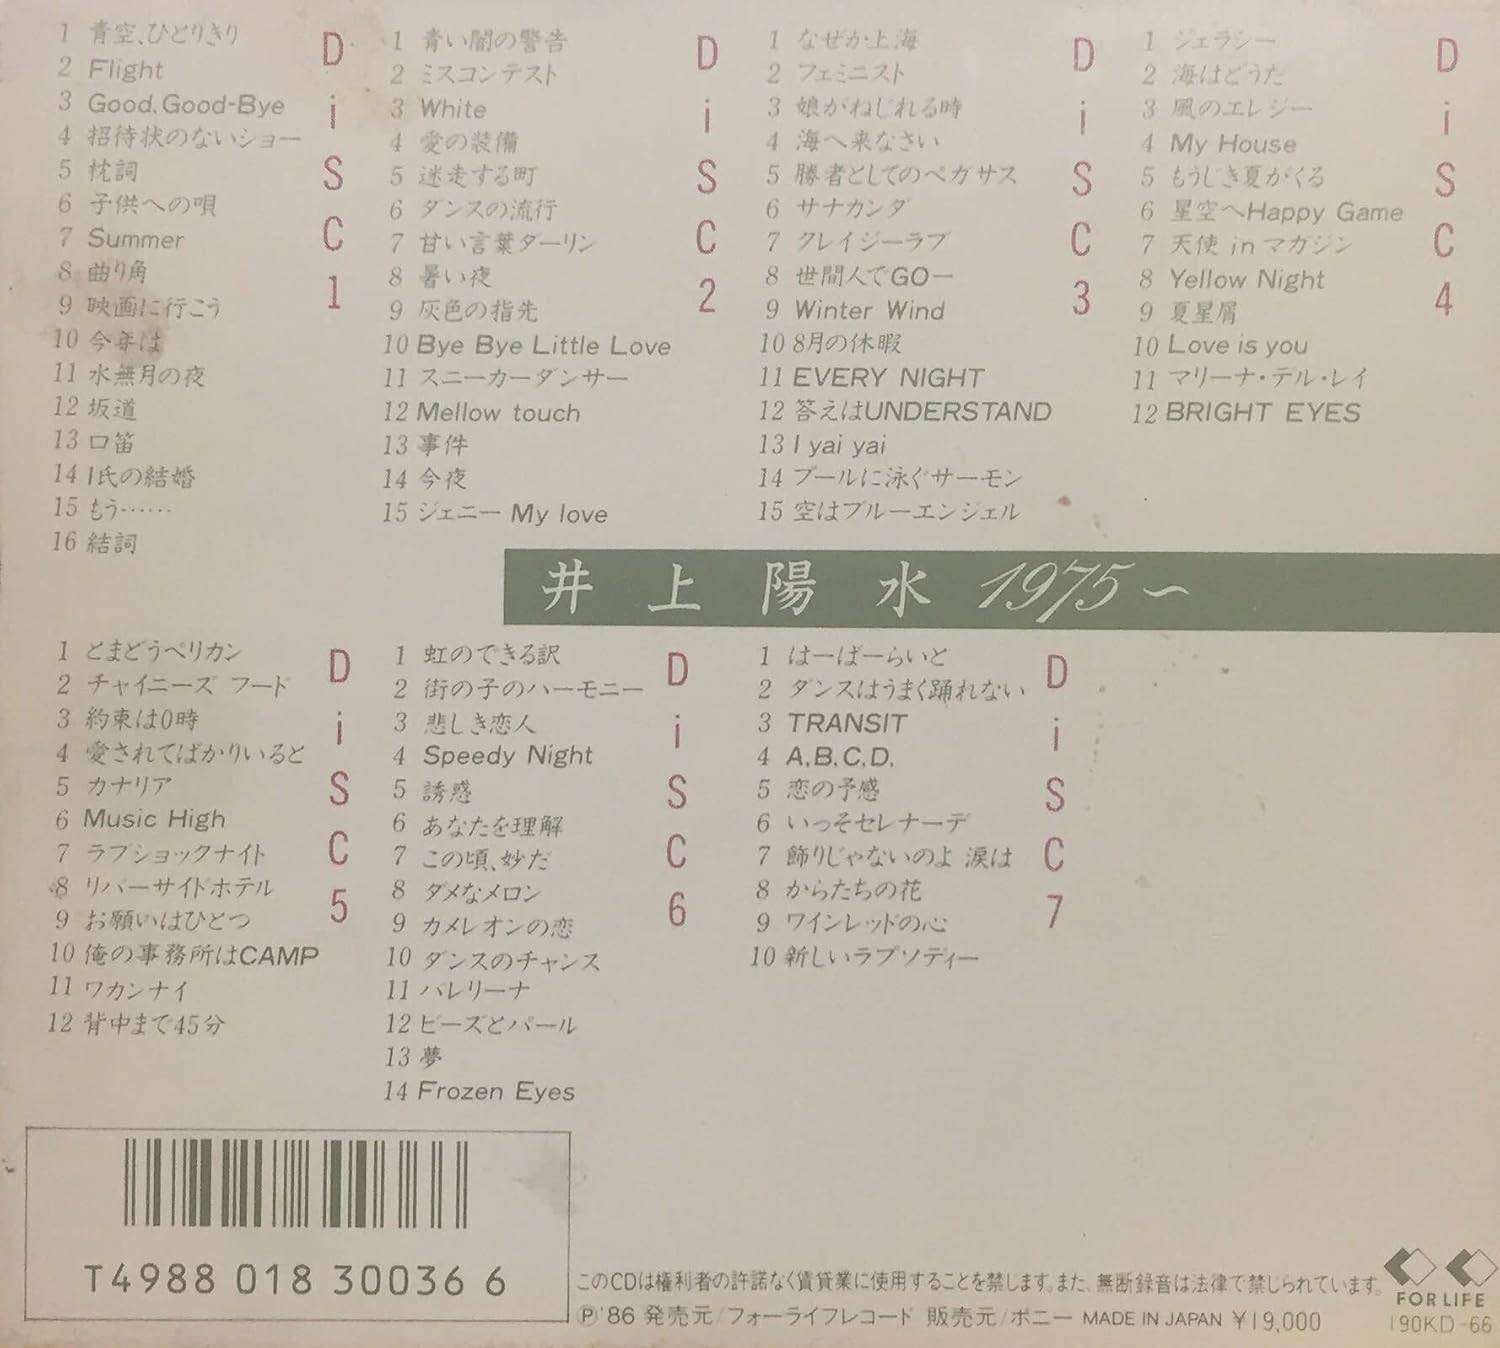 DiSC1
1 青空、ひとりきり
2 Flight
3 Good, Good-Bye
4 招待状のないショー
5 枕詞
6 子供への唄
7 Summer
8 曲り角
9 映画に行こう
10 今年は
11 水無月の夜
12 坂道
13 口笛
14 I氏の結婚
15 もう……
16 結詞
DiSC2
1 青い闇の警告
2 ミスコンテスト
3 White
4 愛の装備
5 迷走する町
6 ダンスの流行
7 甘い言葉ダーリン
8 暑い夜
9 灰色の指先
10 Bye Bye Little Love
11 スニーカーダンサー
12 Mellow touch
13 事件
14 今夜
15 ジェニー My love
DiSC3
1 なぜか上海
2 フェミニスト
3 娘がねじれる時
4 海へ来なさい
5 勝者としてのペガサス
6 サナカンダ
7 クレイジーラブ
8 世間人でGO—
9 Winter Wind
10 8月の休暇
11 EVERY NIGHT
12 答えはUNDERSTAND
13 I yai yai
14 プールに泳ぐサーモン
15 空はブルーエンジェル
DiSC4
1 ジェラシー
2 海はどうだ
3 風のエレジー
4 My House
5 もうじき夏がくる
6 星空へHappy Game
7 天使 in マガジン
8 Yellow Night
9 夏星屑
10 Love is you
11 マリーナ・デル・レイ
12 BRIGHT EYES
井上陽水 1975～
DiSC5
1 とまどうペリカン
2 チャイニーズ フード
3 約束は0時
4 愛されてばかりいると
5 カナリア
6 Music High
7 ラブショックナイト
8 リバーサイドホテル
9 お願いはひとつ
10 俺の事務所はCAMP
11 ワカンナイ
12 背中まで45分
DiSC6
1 虹のできる訳
2 街の子のハーモニー
3 悲しき恋人
4 Speedy Night
5 誘惑
6 あなたを理解
7 この頃、妙だ
8 ダメなメロン
9 カメレオンの恋
10 ダンスのチャンス
11 バレリーナ
12 ビーズとパール
13 夢
14 Frozen Eyes
DiSC7
1 はーばーらいと
2 ダンスはうまく踊れない
3 TRANSIT
4 A,B,C,D,
5 恋の予感
6 いっそセレナーデ
7 飾りじゃないのよ 涙は
8 からたちの花
9 ワインレッドの心
10 新しいラプソディー
T4988 018 30036 6
このCDは権利者の許諾なく賃貸業に使用することを禁じます。また、無断録音は法律で禁じられています。
Ⓟ'86 発売元/フォーライフレコード 販売元/ポニー MADE IN JAPAN ¥19,000
FOR LIFE
190KD-66